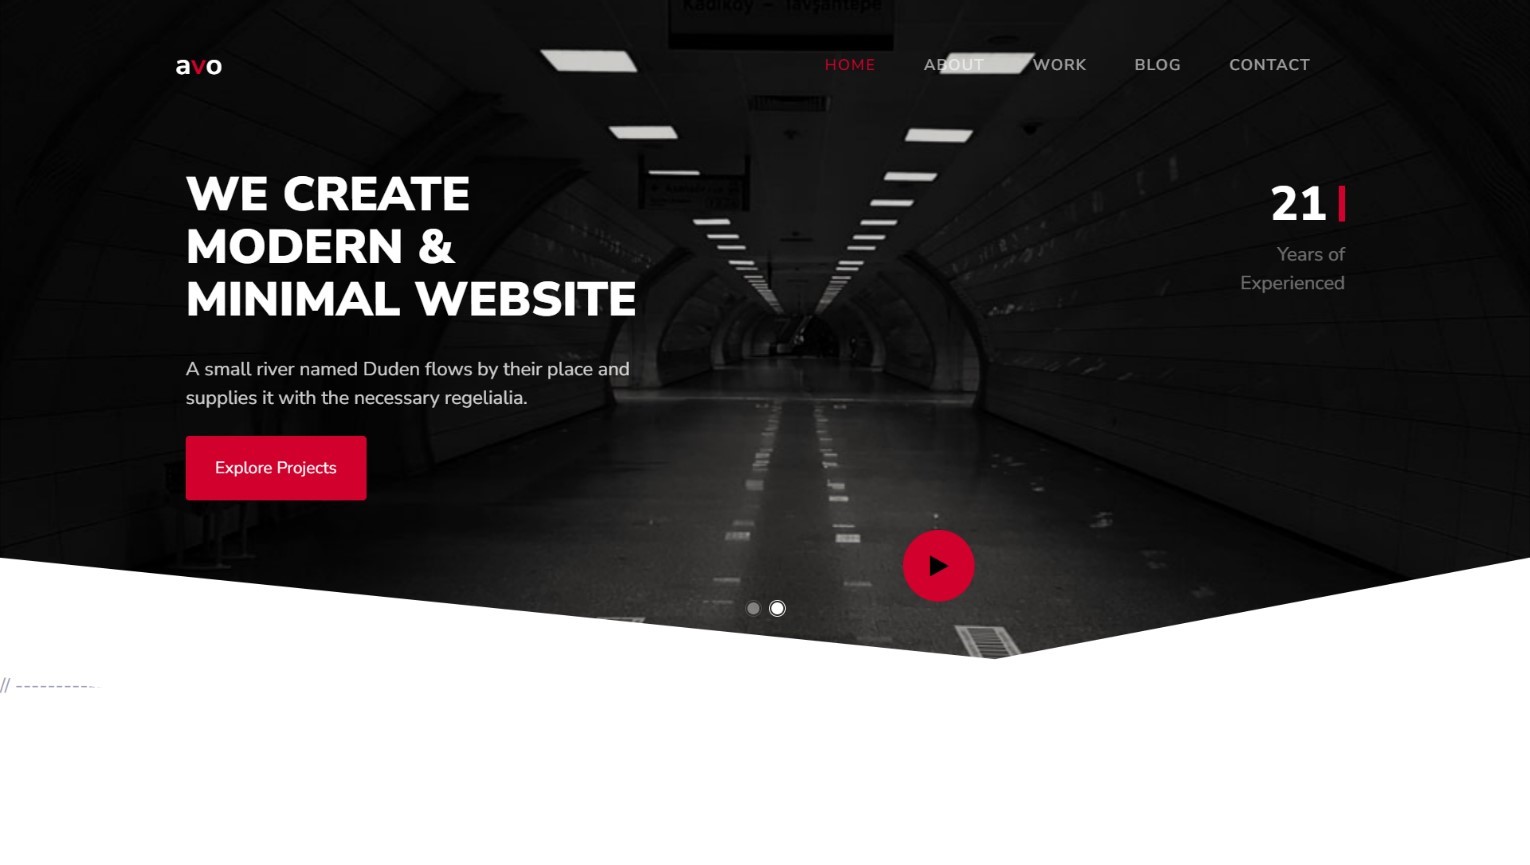 Kadıköy - Tavşantepe
avo
HOME ABOUT WORK BLOG CONTACT
WE CREATE
MODERN &
MINIMAL WEBSITE
21
Years of
Experienced
A small river named Duden flows by their place and
supplies it with the necessary regelialia.
Explore Projects
// -----------